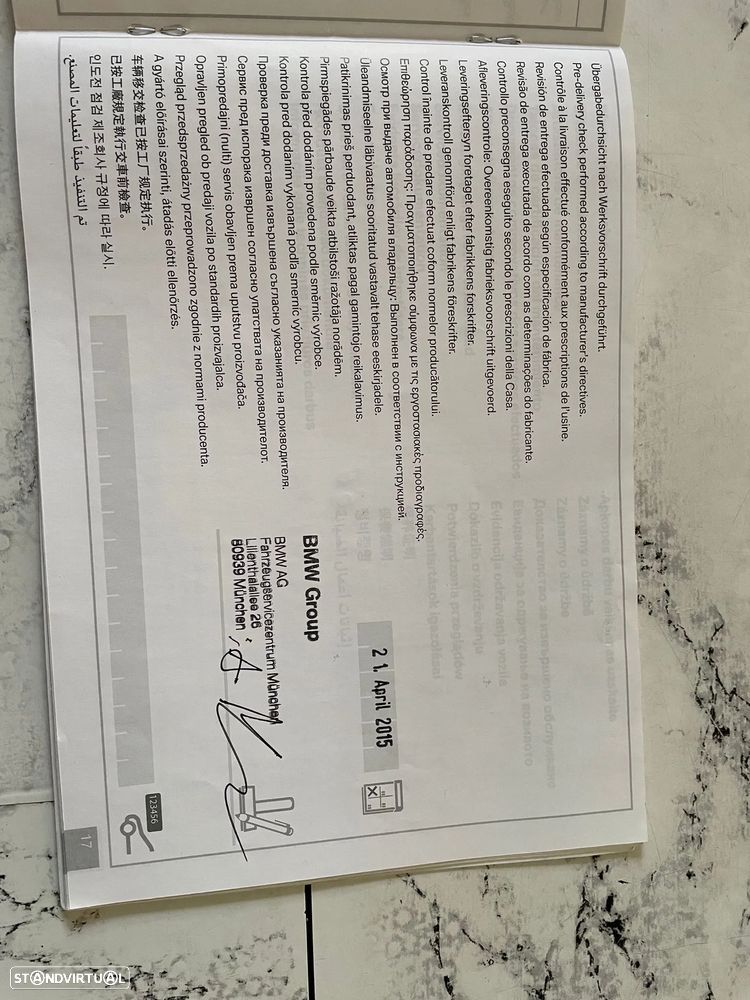 Übergabedurchsicht nach Werksvorschrift durchgeführt.
Pre-delivery check performed according to manufacturer's directives.
Contrôle à la livraison effectué conformément aux prescriptions de l'usine.
Revisión de entrega efectuada según especificación de fábrica.
Revisão de entrega executada de acordo com as determinações do fabricante.
Controllo preconsegna eseguito secondo le prescrizioni della Casa.
Afleveringscontrole: Overeenkomstig fabrieksvoorschrift uitgevoerd.
Leveringseftersyn foretaget efter fabrikkens forskrifter.
Leveranskontroll genomförd enligt fabrikens föreskrifter.
Control înainte de predare efectuat coform normelor producătorului.
Επιθεώρηση παράδοσης: Πραγματοποιήθηκε σύμφωνα με τις εργοστασιακές προδιαγραφές.
Осмотр при выдаче автомобиля владельцу: Выполнен в соответствии с инструкцией.
Üleandmiseelne läbivaatus sooritatud vastavalt tehase eeskirjadele.
Patikrinimas prieš perduodant, atliktas pagal gamintojo reikalavimus.
Pirmspiegādes pārbaude veikta atbilstoši ražotāja norādēm.
Kontrola před dodáním provedena podle směrnic výrobce.
Kontrola pred dodaním vykonaná podľa smerníc výrobcu.
Проверка преди доставка извършена съгласно указанията на производителя.
Сервис пред испорака извршен согласно упатствата на производителот.
Primopredajni (nulti) servis obavljen prema uputstvu proizvođača.
Opravljen pregled ob predaji vozila po standardih proizvajalca.
Przegląd przedsprzedażny przeprowadzono zgodnie z normami producenta.
A gyártó előírásai szerinti, átadás előtti ellenőrzés.
车辆移交检查已按工厂规定执行。
已按工廠規定執行交車前檢查。
인도전 점검 제조회사 규정에 따라 실시.
تم التنفيذ طبقاً لتعليمات المصنع.
21. April 2015
BMW Group
BMW AG
Fahrzeugservicezentrum München
Lilienthalallee 26
80939 München
123456
17
STANDVIRTUAL